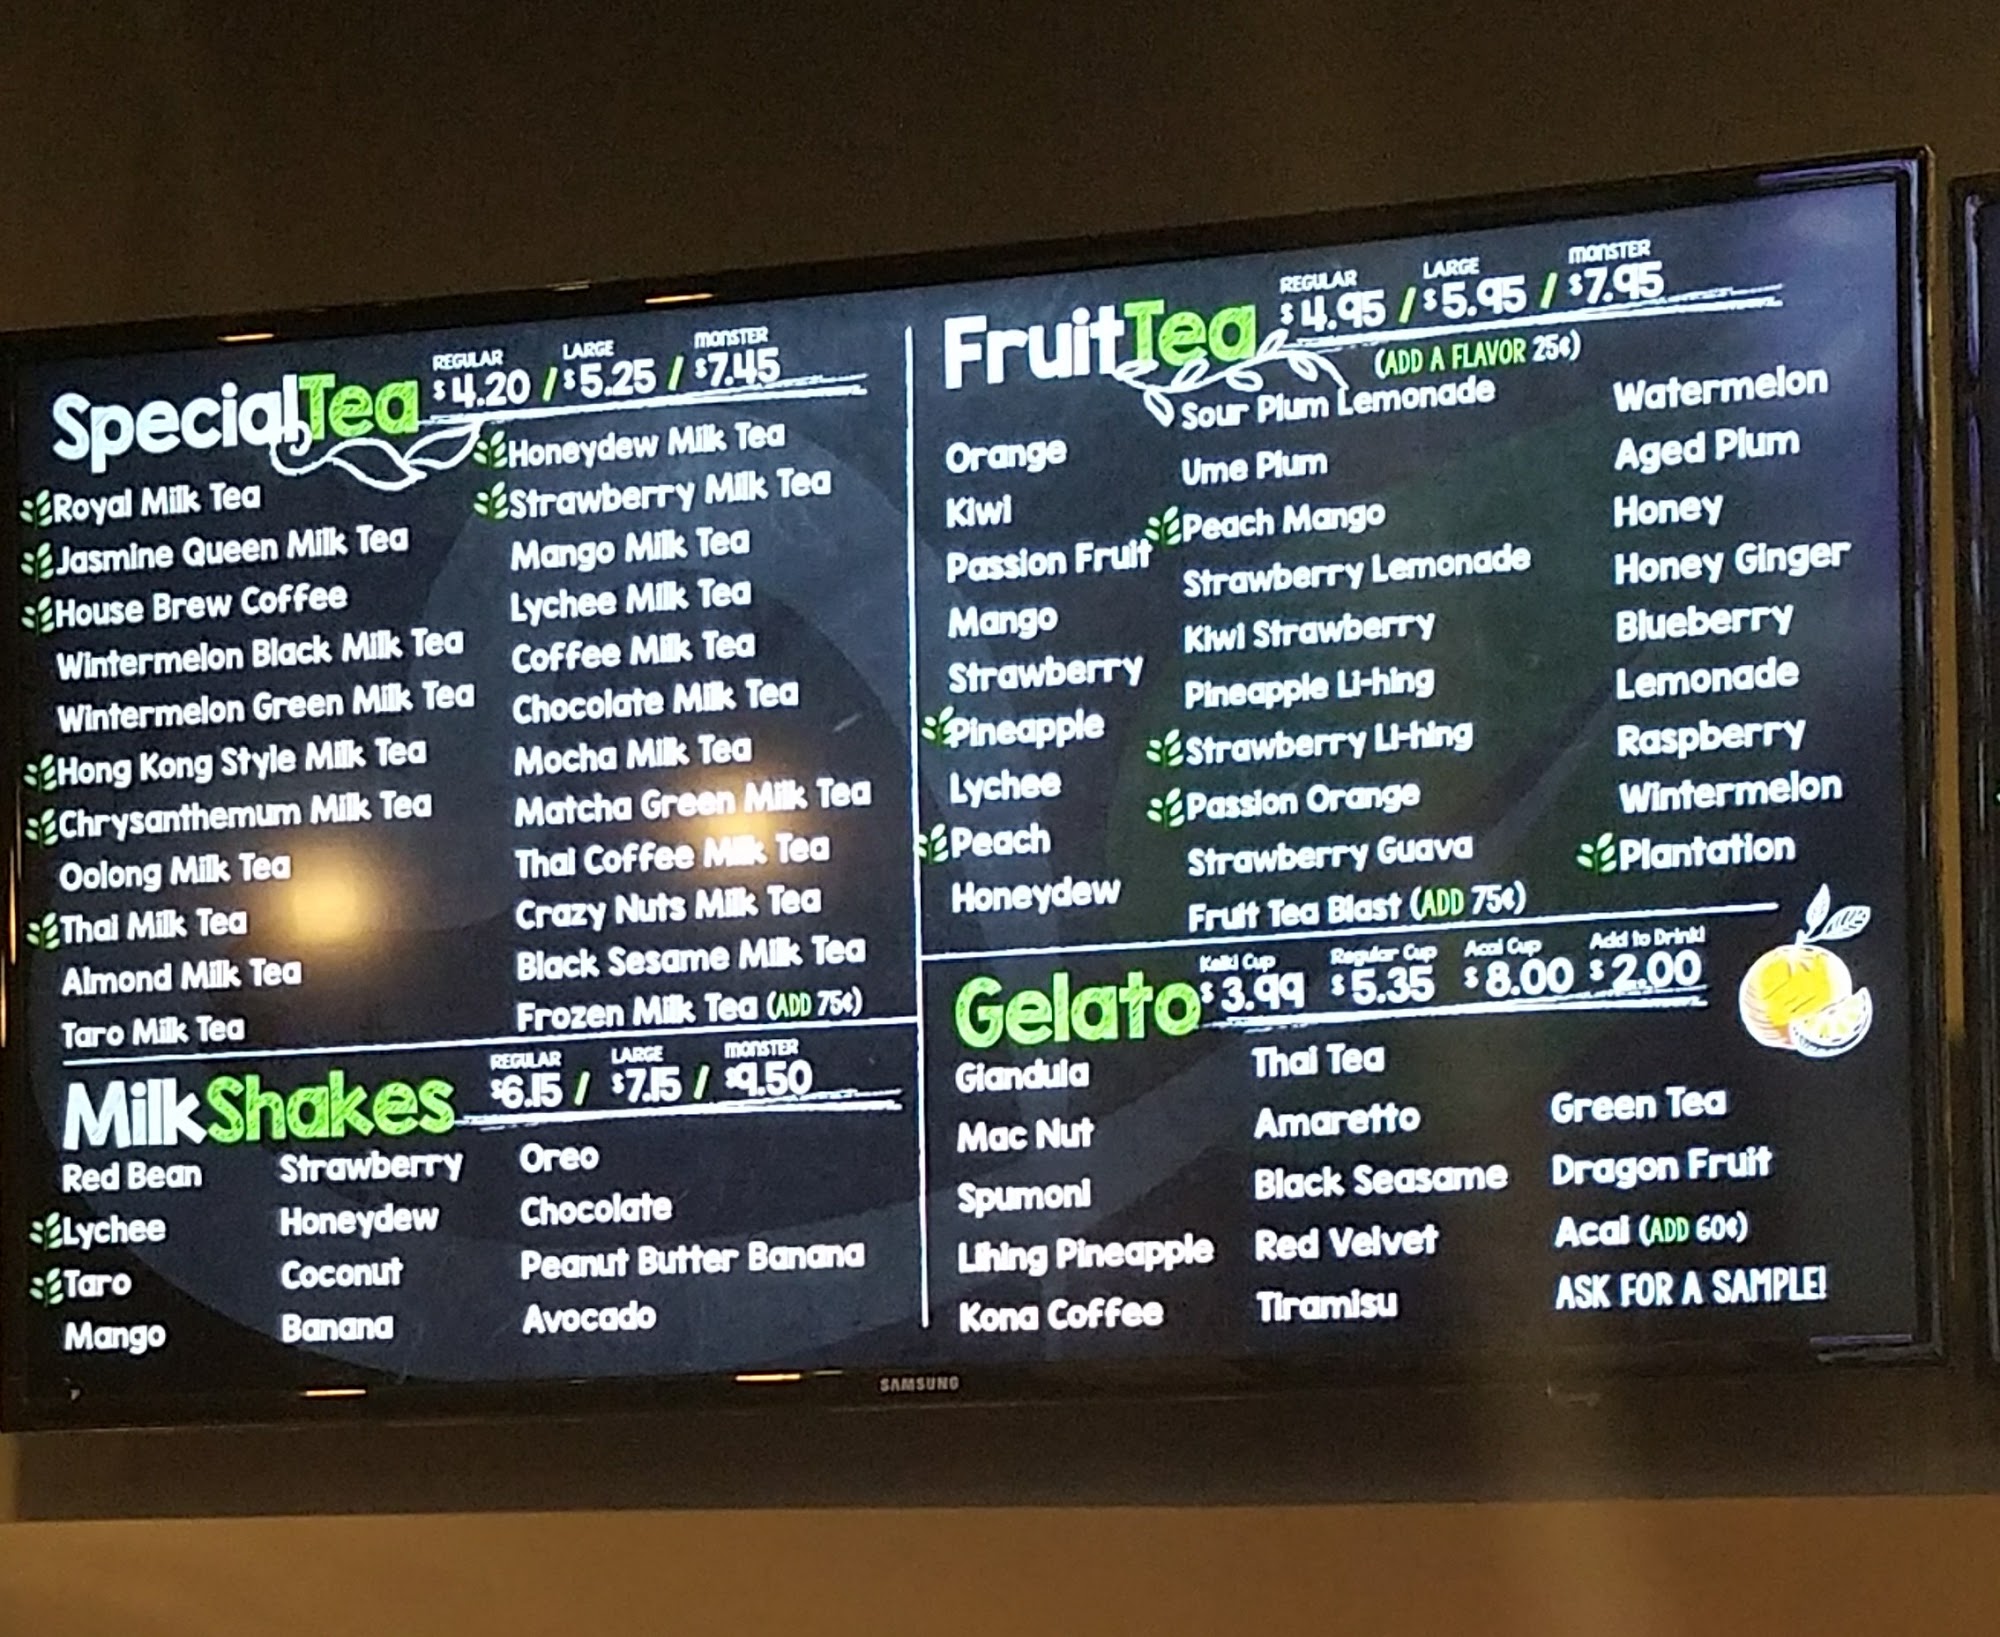 SpecialTea
REGULAR LARGE MONSTER
$4.20 / $5.25 / $7.45
Royal Milk Tea
Jasmine Queen Milk Tea
House Brew Coffee
Wintermelon Black Milk Tea
Wintermelon Green Milk Tea
Hong Kong Style Milk Tea
Chrysanthemum Milk Tea
Oolong Milk Tea
Thai Milk Tea
Almond Milk Tea
Taro Milk Tea
Honeydew Milk Tea
Strawberry Milk Tea
Mango Milk Tea
Lychee Milk Tea
Coffee Milk Tea
Chocolate Milk Tea
Mocha Milk Tea
Matcha Green Milk Tea
Thai Coffee Milk Tea
Crazy Nuts Milk Tea
Black Sesame Milk Tea
Frozen Milk Tea (ADD 75¢)
MilkShakes
REGULAR LARGE MONSTER
$6.15 / $7.15 / $9.50
Red Bean
Lychee
Taro
Mango
Strawberry
Honeydew
Coconut
Banana
Oreo
Chocolate
Peanut Butter Banana
Avocado
FruitTea
REGULAR LARGE MONSTER
$4.95 / $5.95 / $7.95
(ADD A FLAVOR 25¢)
Orange
Kiwi
Passion Fruit
Mango
Strawberry
Pineapple
Lychee
Peach
Honeydew
Sour Plum Lemonade
Ume Plum
Peach Mango
Strawberry Lemonade
Kiwi Strawberry
Pineapple Li-hing
Strawberry Li-hing
Passion Orange
Strawberry Guava
Fruit Tea Blast (ADD 75¢)
Watermelon
Aged Plum
Honey
Honey Ginger
Blueberry
Lemonade
Raspberry
Wintermelon
Plantation
Gelato
Keiki Cup Regular Cup Acai Cup Add to Drink!
$3.99 $5.35 $8.00 $2.00
Giandula
Mac Nut
Spumoni
Lihing Pineapple
Kona Coffee
Thai Tea
Amaretto
Black Seasame
Red Velvet
Tiramisu
Green Tea
Dragon Fruit
Acai (ADD 60¢)
ASK FOR A SAMPLE!
SAMSUNG